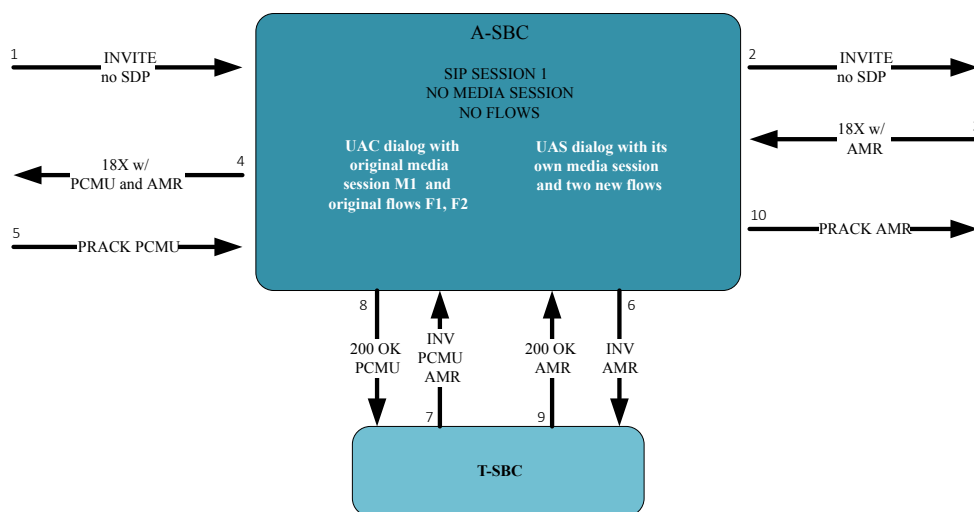 A-SBC
1
INVITE
no SDP
2
INVITE
no SDP
SIP SESSION 1
NO MEDIA SESSION
NO FLOWS
18X w/
AMR
UAC dialog with
original media
session M1 and
original flows F1, F2
UAS dialog with its
own media session
and two new flows
4
18X w/
PCMU and AMR
5
PRACK PCMU
10
PRACK AMR
8
200 OK
PCMU
INV
PCMU
AMR
7
200 OK
AMR
9
6
INV
AMR
T-SBC